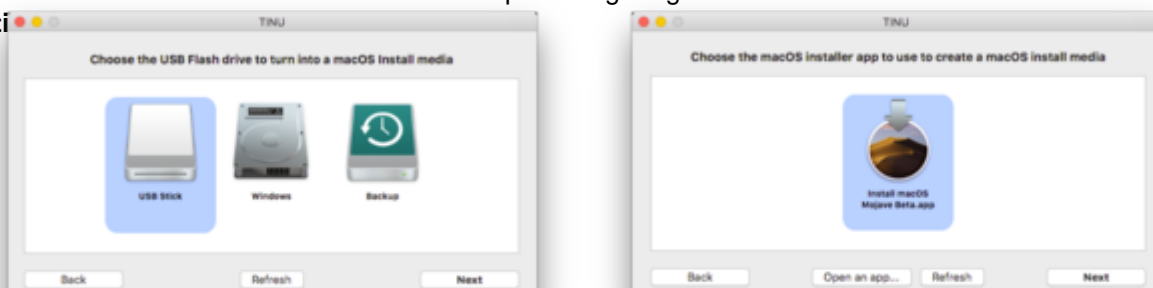 TINU
Choose the USB Flash drive to turn into a macOS Install media
USB Stick
Windows
Backup
Back
Refresh
Next
TINU
Choose the macOS installer app to use to create a macOS install media
Install macOS
Mojave Beta.app
Back
Open an app...
Refresh
Next